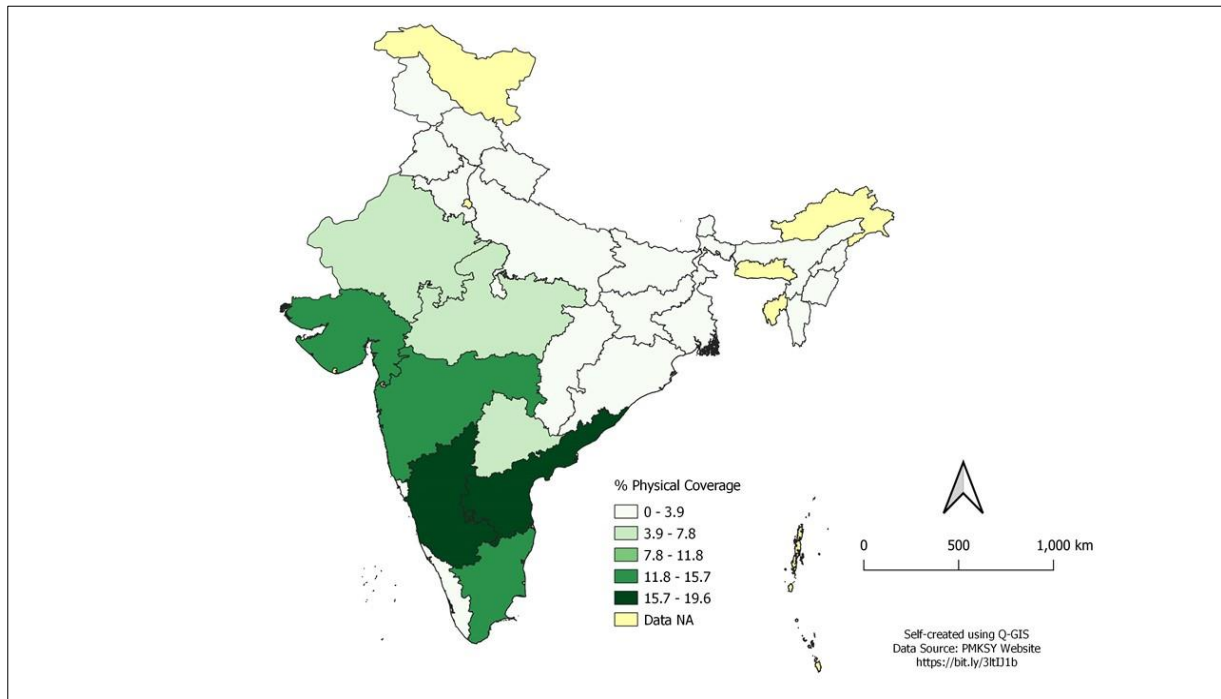 % Physical Coverage
0 - 3.9
3.9 - 7.8
7.8 - 11.8
11.8 - 15.7
15.7 - 19.6
Data NA
0 500 1,000 km
Self-created using Q-GIS
Data Source: PMKSY Website
https://bit.ly/3ltIJ1b